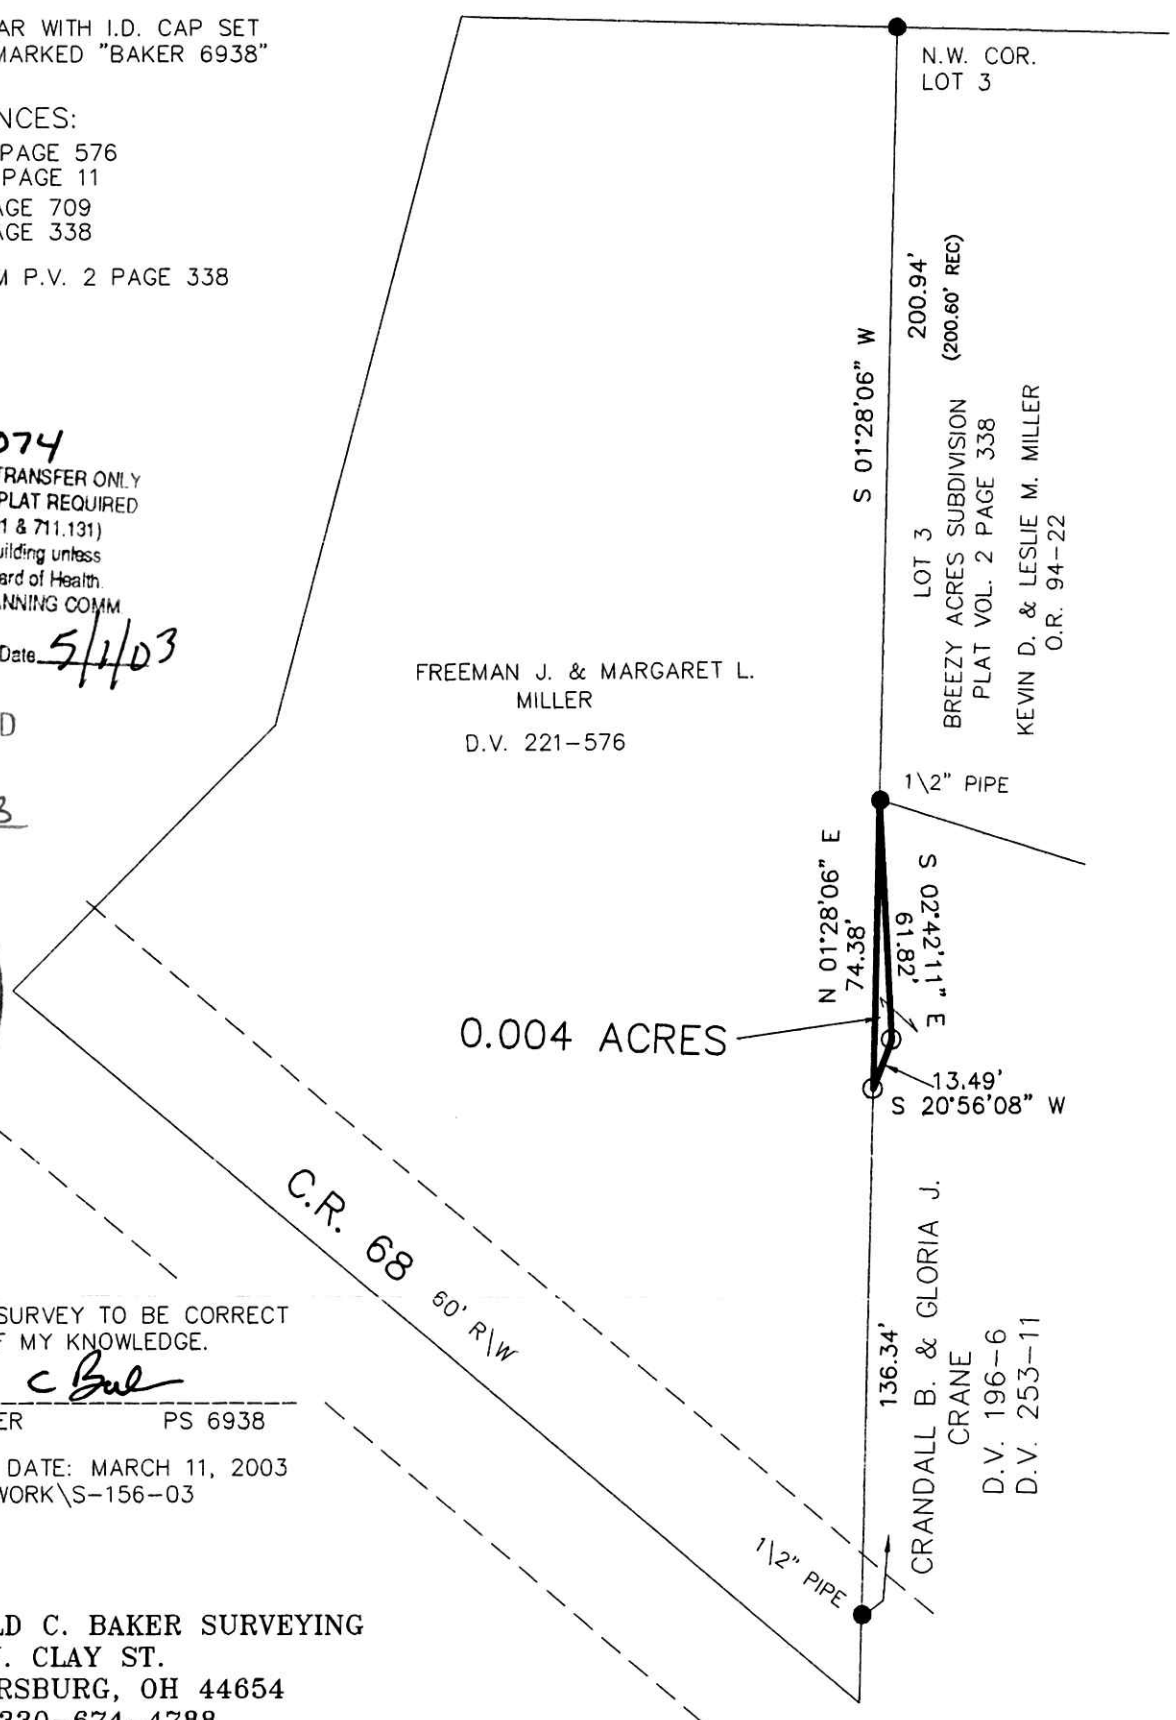 AR WITH I.D. CAP SET
MARKED "BAKER 6938"
NCES:
PAGE 576
PAGE 11
AGE 709
AGE 338
M P.V. 2 PAGE 338
074
TRANSFER ONLY
PLAT REQUIRED
1 & 711.131)
uilding unless
ard of Health.
ANNING COMM
Date 5/1/03
D
3
SURVEY TO BE CORRECT
F MY KNOWLEDGE.
C Bal
ER PS 6938
DATE: MARCH 11, 2003
WORK\S-156-03
LD C. BAKER SURVEYING
. CLAY ST.
RSBURG, OH 44654
330-674-4788
N.W. COR.
LOT 3
S 01°28'06" W
200.94'
(200.60' REC)
LOT 3
BREEZY ACRES SUBDIVISION
PLAT VOL. 2 PAGE 338
KEVIN D. & LESLIE M. MILLER
O.R. 94-22
FREEMAN J. & MARGARET L.
MILLER
D.V. 221-576
1\2" PIPE
N 01°28'06" E
74.38'
S 02°42'11" E
61.82'
0.004 ACRES
13.49'
S 20°56'08" W
C.R. 68
60' R\W
136.34'
CRANDALL B. & GLORIA J.
CRANE
D.V. 196-6
D.V. 253-11
1\2" PIPE